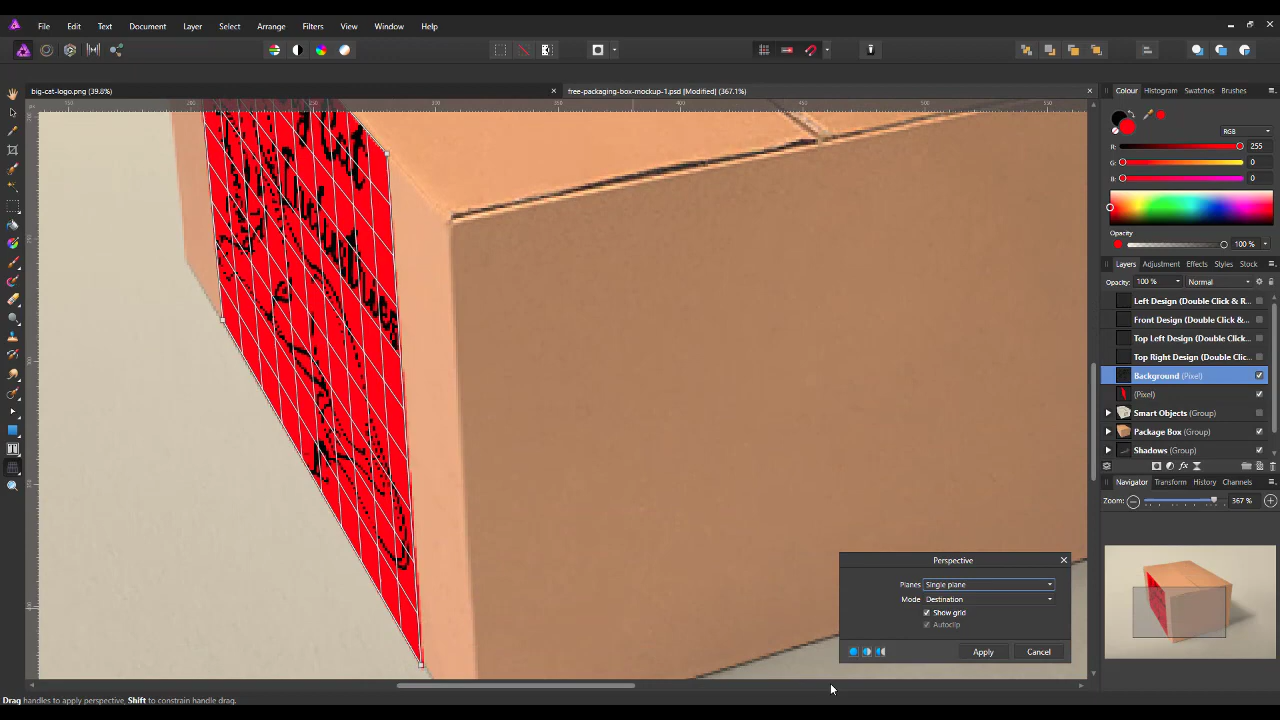 File Edit Text Document Layer Select Arrange Filters View Window Help
big-cat-logo.png (39.8%)
free-packaging-box-mockup-1.psd [Modified] (367.1%)
Colour Histogram Swatches Brushes
RGB
R: 255
G: 0
B: 0
Opacity
100 %
Layers Adjustment Effects Styles Stock
Opacity: 100 % Normal
Left Design (Double Click & R...
Front Design (Double Click &...
Top Left Design (Double Click...
Top Right Design (Double Clic...
Background (Pixel)
(Pixel)
Smart Objects (Group)
Package Box (Group)
Shadows (Group)
Navigator Transform History Channels
Zoom: 367 %
Perspective
Planes Single plane
Mode Destination
Show grid
Autoclip
Apply Cancel
Drag handles to apply perspective, Shift to constrain handle drag.